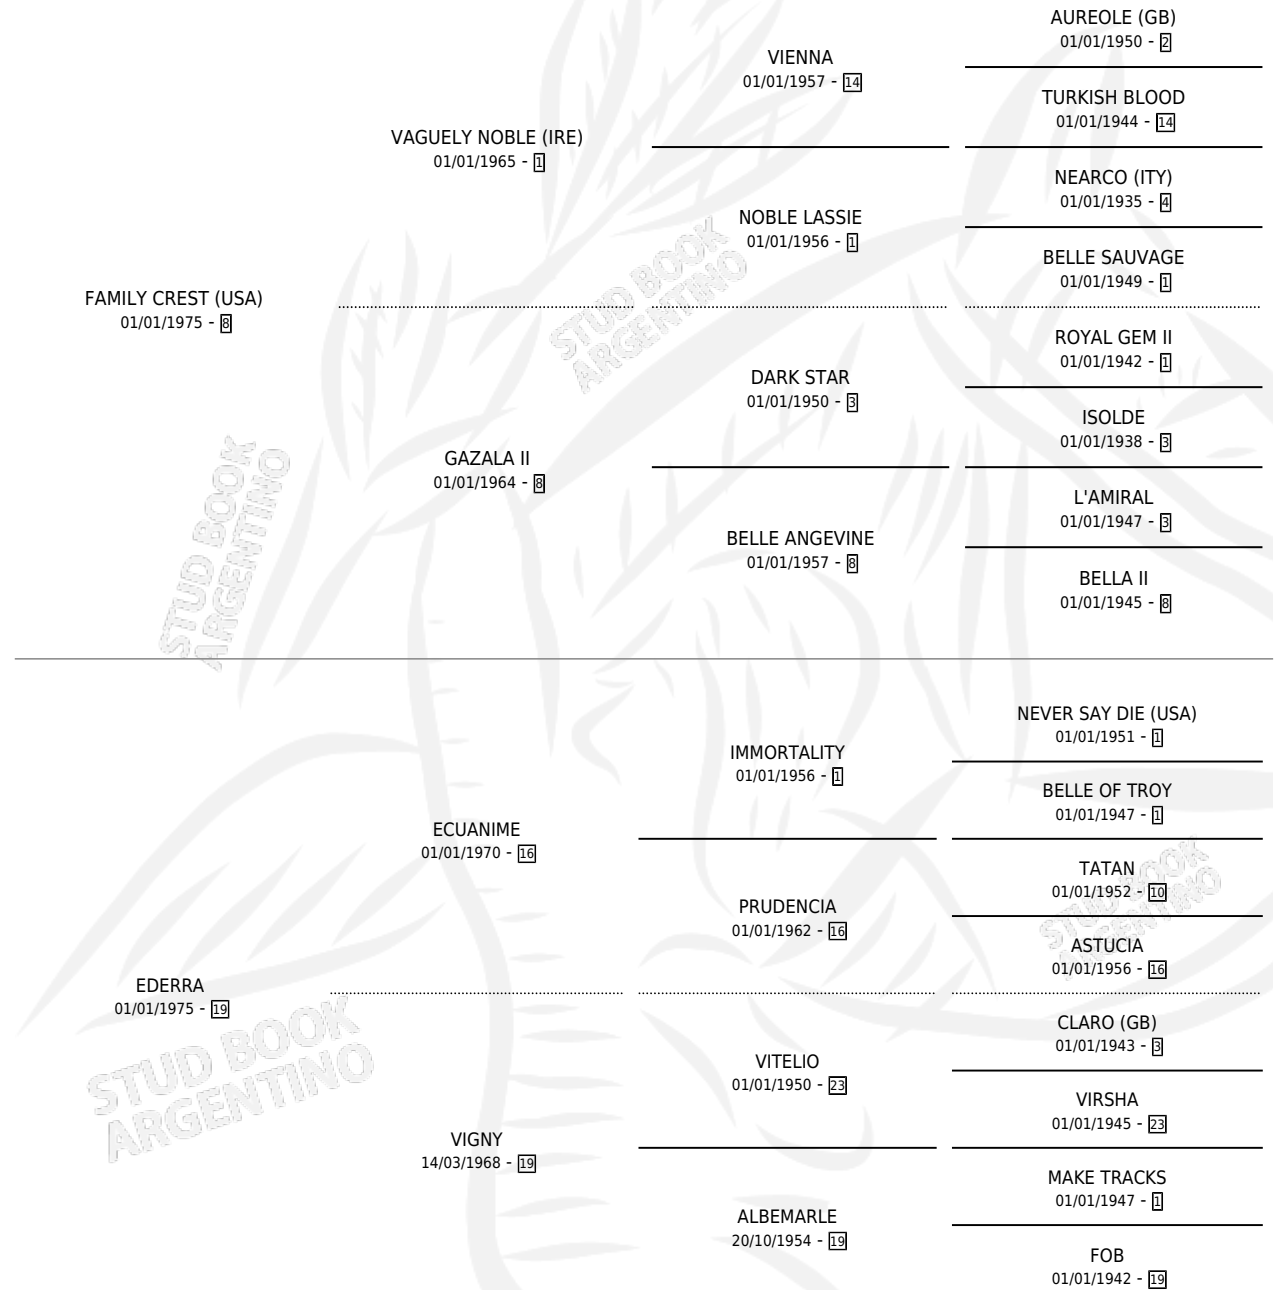 AUREOLE (GB)
01/01/1950 - 2
VIENNA
01/01/1957 - 14
TURKISH BLOOD
01/01/1944 - 14
VAGUELY NOBLE (IRE)
01/01/1965 - 1
NEARCO (ITY)
01/01/1935 - 4
NOBLE LASSIE
01/01/1956 - 1
BELLE SAUVAGE
01/01/1949 - 1
FAMILY CREST (USA)
01/01/1975 - 8
ROYAL GEM II
01/01/1942 - 1
DARK STAR
01/01/1950 - 3
ISOLDE
01/01/1938 - 3
GAZALA II
01/01/1964 - 8
L'AMIRAL
01/01/1947 - 3
BELLE ANGEVINE
01/01/1957 - 8
BELLA II
01/01/1945 - 8
STUD BOOK
ARGENTINO
STUD BOOK
ARGENTINO
NEVER SAY DIE (USA)
01/01/1951 - 1
IMMORTALITY
01/01/1956 - 1
BELLE OF TROY
01/01/1947 - 1
ECUANIME
01/01/1970 - 16
TATAN
01/01/1952 - 10
PRUDENCIA
01/01/1962 - 16
ASTUCIA
01/01/1956 - 16
EDERRA
01/01/1975 - 19
CLARO (GB)
01/01/1943 - 3
VITELIO
01/01/1950 - 23
VIRSHA
01/01/1945 - 23
VIGNY
14/03/1968 - 19
MAKE TRACKS
01/01/1947 - 1
ALBEMARLE
20/10/1954 - 19
FOB
01/01/1942 - 19
STUD BOOK
ARGENTINO
STUD BOOK
ARGENTINO